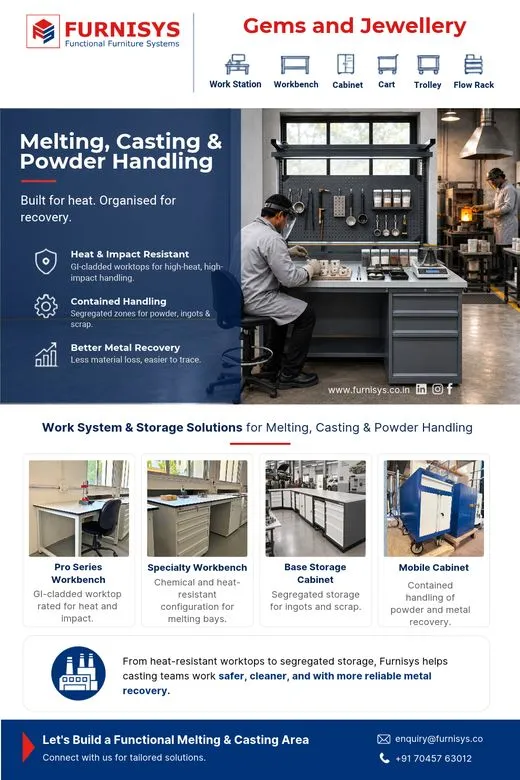 FURNISYS
Functional Furniture Systems
Gems and Jewellery
Work Station
Workbench
Cabinet
Cart
Trolley
Flow Rack
Melting, Casting &
Powder Handling
Built for heat. Organised for
recovery.
Heat & Impact Resistant
GI-cladded worktops for high-heat, high-
impact handling.
Contained Handling
Segregated zones for powder, ingots &
scrap.
Better Metal Recovery
Less material loss, easier to trace.
www.furnisys.co.in
Work System & Storage Solutions for Melting, Casting & Powder Handling
Pro Series
Workbench
GI-cladded worktop
rated for heat and
impact.
Specialty Workbench
Chemical and heat-
resistant
configuration for
melting bays.
Base Storage
Cabinet
Segregated storage
for ingots and scrap.
Mobile Cabinet
Contained
handling of
powder and metal
recovery.
From heat-resistant worktops to segregated storage, Furnisys helps
casting teams work safer, cleaner, and with more reliable metal
recovery.
Let's Build a Functional Melting & Casting Area
Connect with us for tailored solutions.
enquiry@furnisys.co
+91 70457 63012